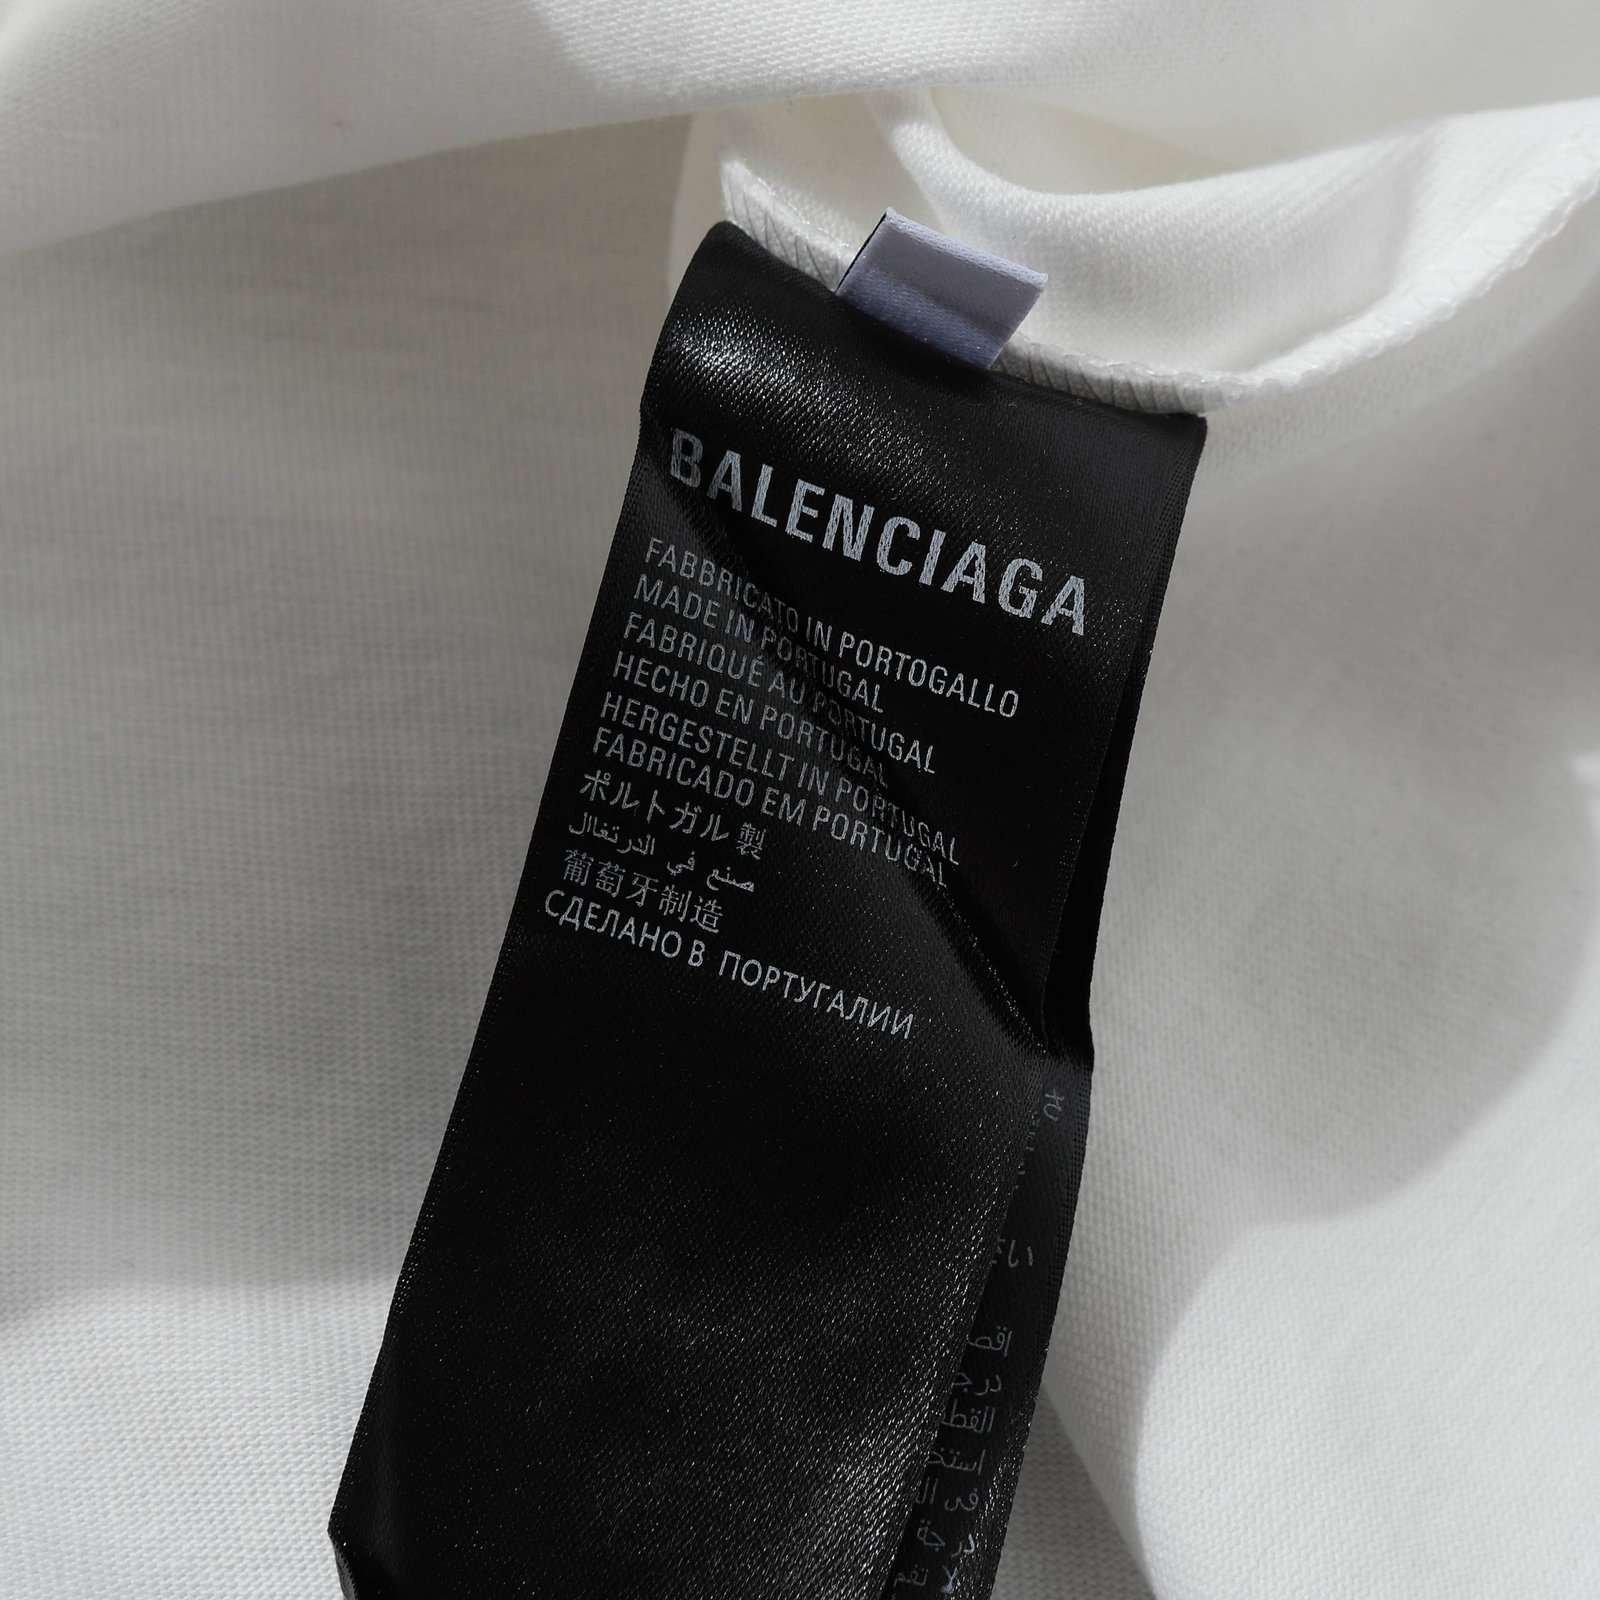 BALENCIAGA
FABBRICATO IN PORTOGALLO
MADE IN PORTUGAL
FABRIQUÉ AU PORTUGAL
HECHO EN PORTUGAL
HERGESTELLT IN PORTUGAL
FABRICADO EM PORTUGAL
ポルトガル製
صنع في الدرتغاال
葡萄牙制造
СДЕЛАНО В ПОРТУГАЛИИ